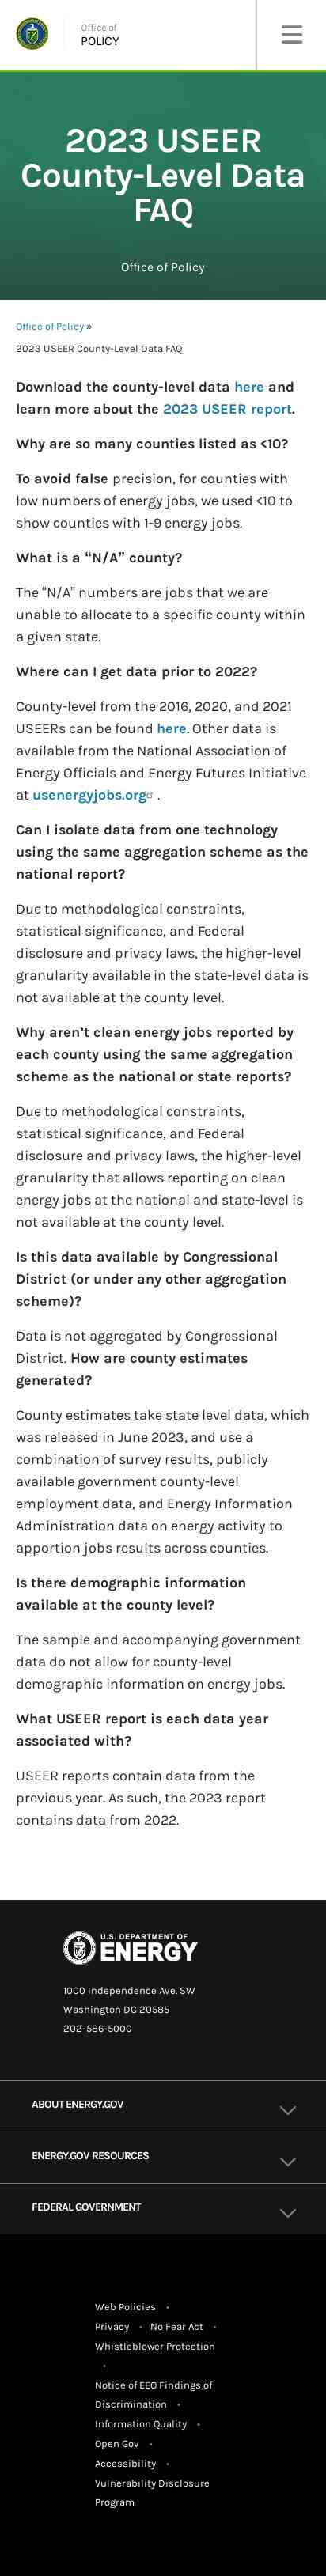 Office of
POLICY
2023 USEER
County-Level Data
FAQ
Office of Policy
Office of Policy »
2023 USEER County-Level Data FAQ
Download the county-level data here and
learn more about the 2023 USEER report.
Why are so many counties listed as <10?
To avoid false precision, for counties with
low numbers of energy jobs, we used <10 to
show counties with 1-9 energy jobs.
What is a “N/A” county?
The “N/A” numbers are jobs that we are
unable to allocate to a specific county within
a given state.
Where can I get data prior to 2022?
County-level from the 2016, 2020, and 2021
USEERs can be found here. Other data is
available from the National Association of
Energy Officials and Energy Futures Initiative
at usenergyjobs.org .
Can I isolate data from one technology
using the same aggregation scheme as the
national report?
Due to methodological constraints,
statistical significance, and Federal
disclosure and privacy laws, the higher-level
granularity available in the state-level data is
not available at the county level.
Why aren’t clean energy jobs reported by
each county using the same aggregation
scheme as the national or state reports?
Due to methodological constraints,
statistical significance, and Federal
disclosure and privacy laws, the higher-level
granularity that allows reporting on clean
energy jobs at the national and state-level is
not available at the county level.
Is this data available by Congressional
District (or under any other aggregation
scheme)?
Data is not aggregated by Congressional
District. How are county estimates
generated?
County estimates take state level data, which
was released in June 2023, and use a
combination of survey results, publicly
available government county-level
employment data, and Energy Information
Administration data on energy activity to
apportion jobs results across counties.
Is there demographic information
available at the county level?
The sample and accompanying government
data do not allow for county-level
demographic information on energy jobs.
What USEER report is each data year
associated with?
USEER reports contain data from the
previous year. As such, the 2023 report
contains data from 2022.
U.S. DEPARTMENT OF
ENERGY
1000 Independence Ave. SW
Washington DC 20585
202-586-5000
ABOUT ENERGY.GOV
ENERGY.GOV RESOURCES
FEDERAL GOVERNMENT
Web Policies •
Privacy • No Fear Act •
Whistleblower Protection
•
Notice of EEO Findings of
Discrimination •
Information Quality •
Open Gov •
Accessibility •
Vulnerability Disclosure
Program